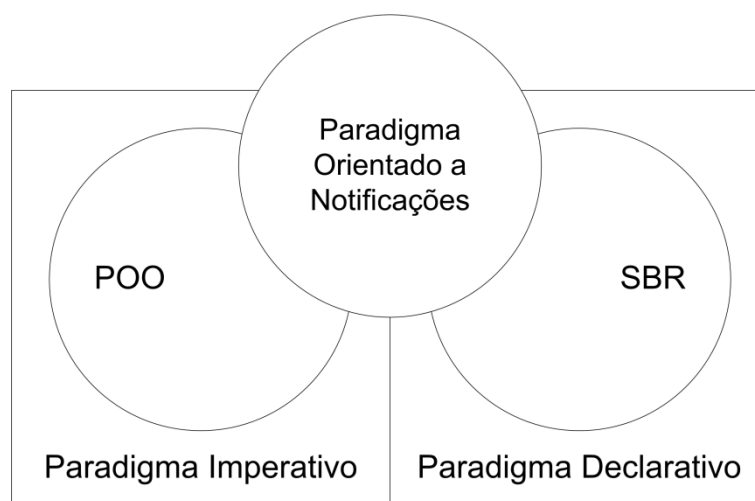 Paradigma
Orientado a
Notificações
POO
SBR
Paradigma Imperativo
Paradigma Declarativo